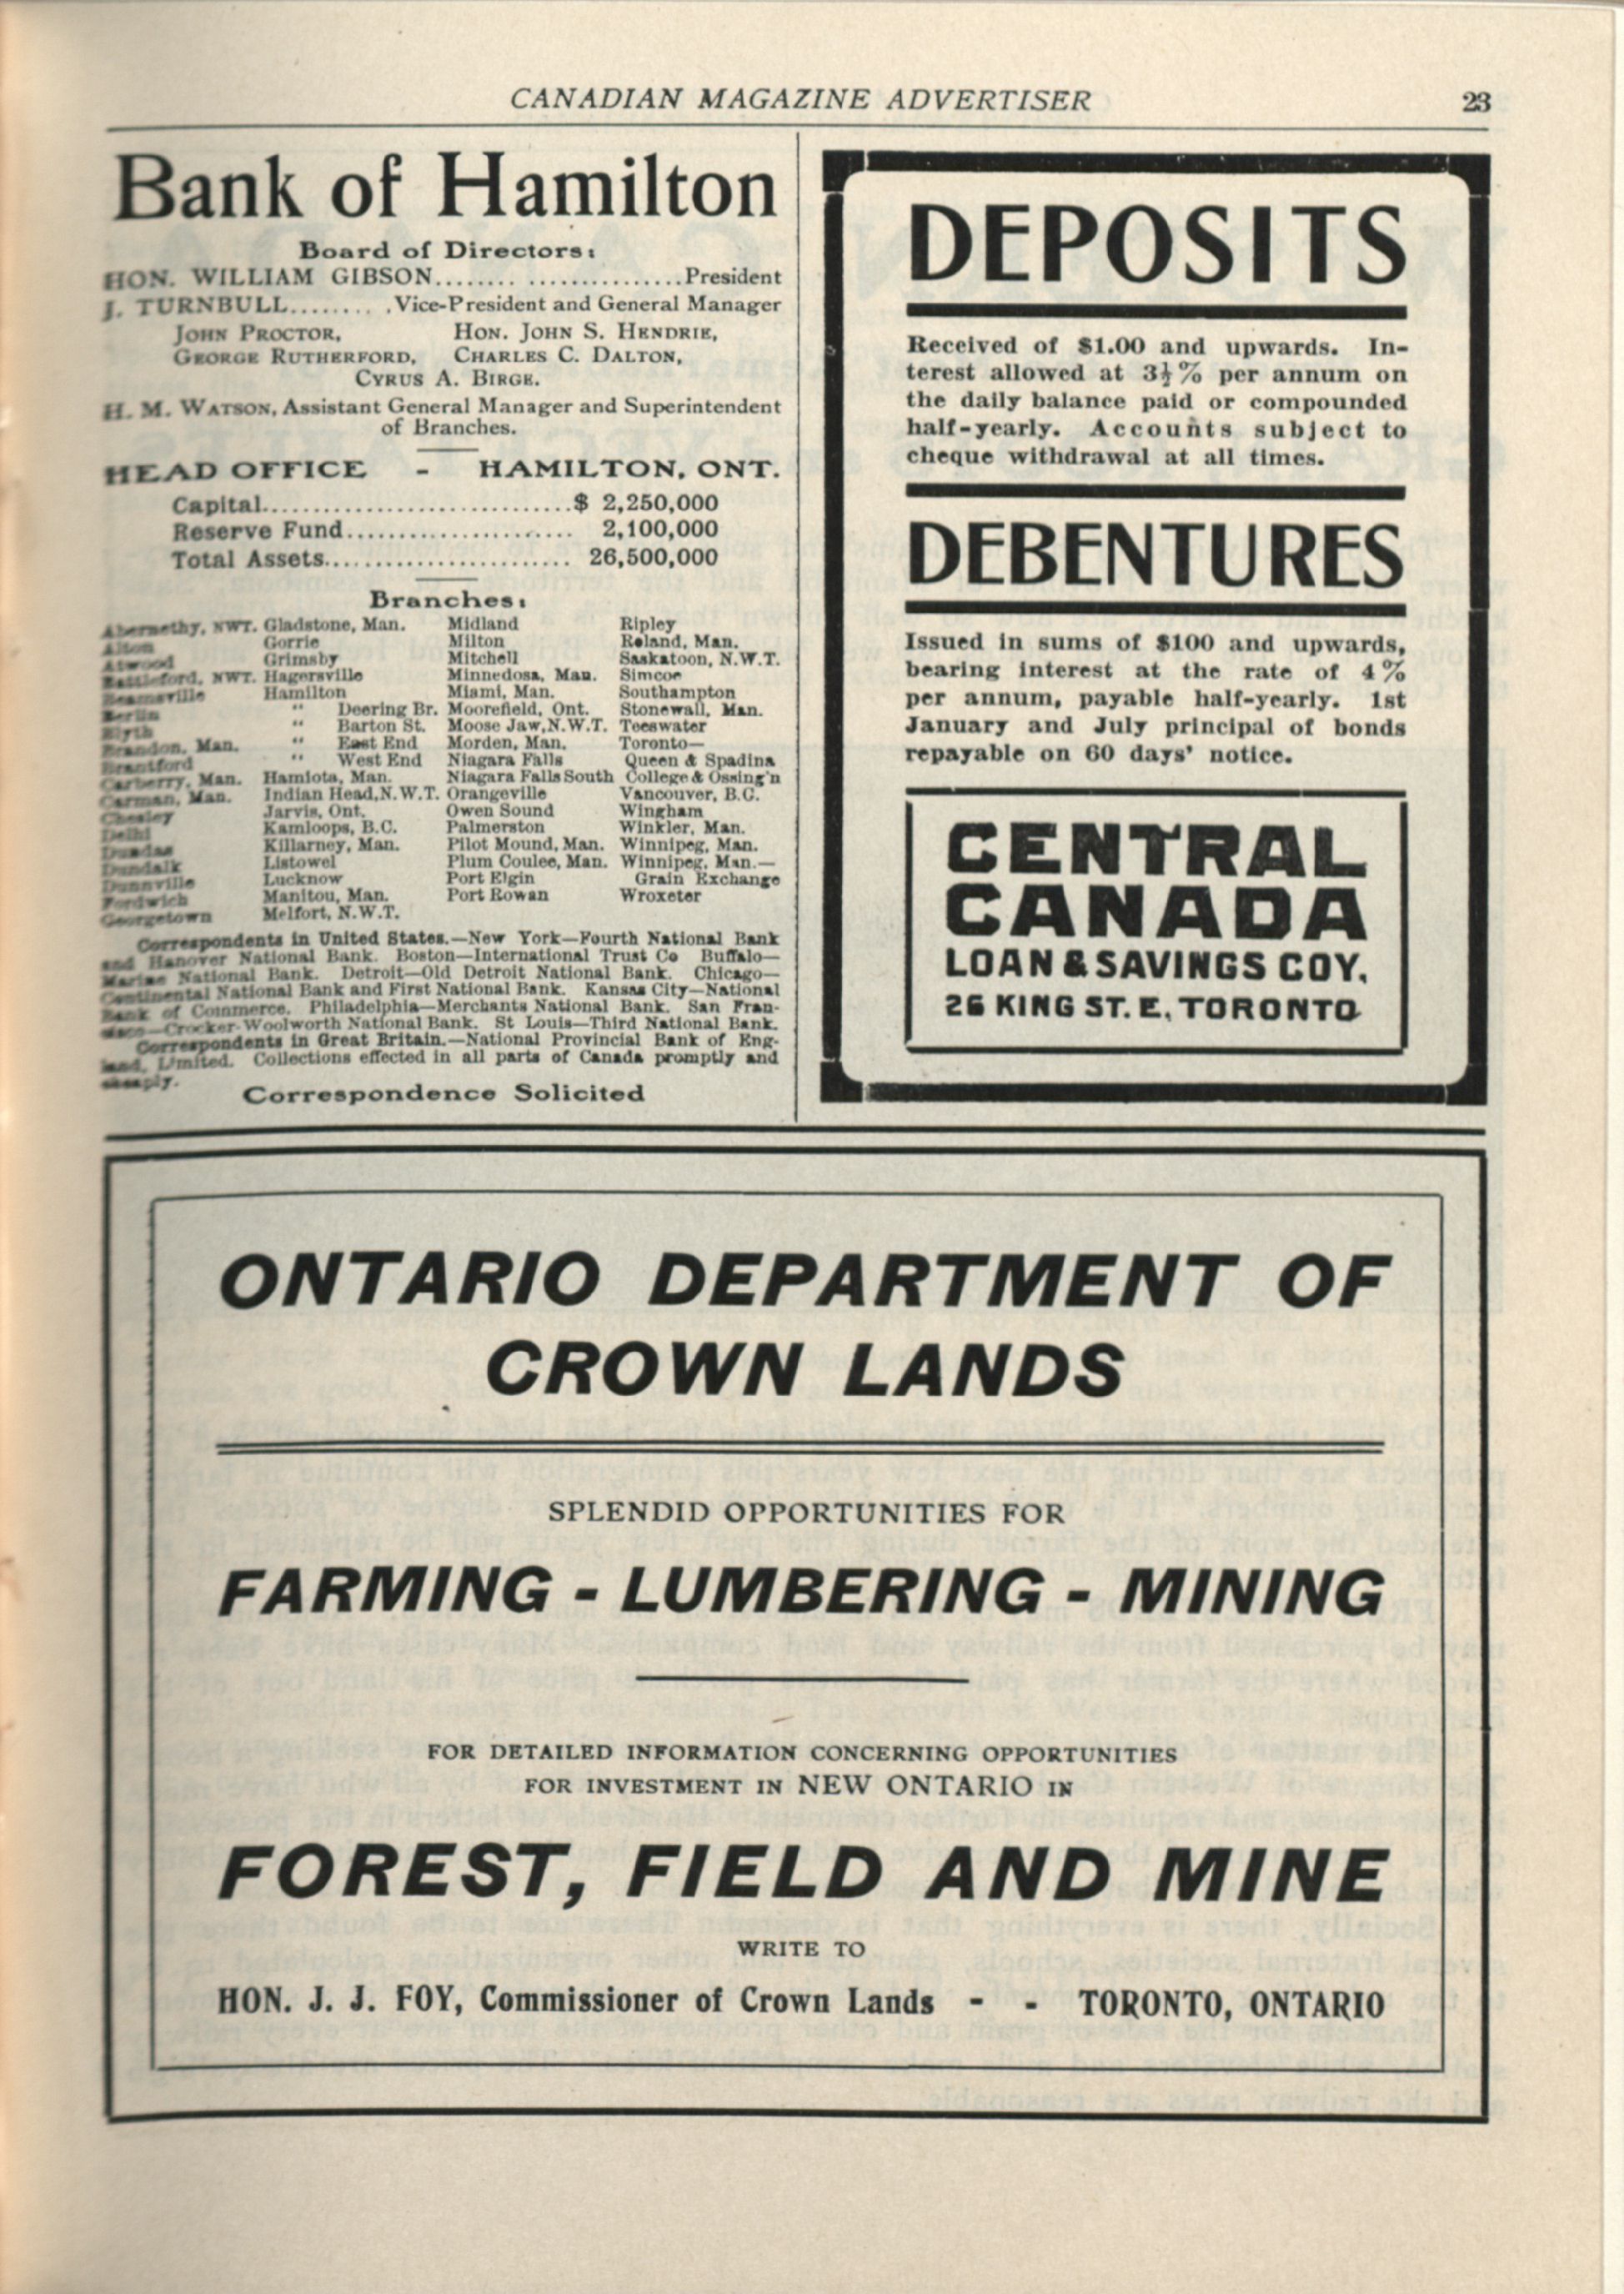 CANADIAN MAGAZINE ADVERTISER 23
Bank of Hamilton
Board of Directors:
HON. WILLIAM GIBSON........ ...............President
J. TURNBULL........ .Vice-President and General Manager
JOHN PROCTOR, HON. JOHN S. HENDRIE,
GEORGE RUTHERFORD, CHARLES C. DALTON,
CYRUS A. BIRGE.
H. M. WATSON, Assistant General Manager and Superintendent
of Branches.
HEAD OFFICE - HAMILTON, ONT.
Capital................................$ 2,250,000
Reserve Fund....................... 2,100,000
Total Assets......................... 26,500,000
Branches:
Abernethy, NWT.
Alton
Atwood
Battleford, NWT.
Beamsville
Berlin
Blyth
Brandon, Man.
Brantford
Carberry, Man.
Carman, Man.
Chesley
Delhi
Dundas
Dundalk
Dunnville
Fordwich
Georgetown
Gladstone, Man.
Gorrie
Grimsby
Hagersville
Hamilton
" Deering Br.
" Barton St.
" East End
" West End
Hamiota, Man.
Indian Head, N.W.T.
Jarvis, Ont.
Kamloops, B.C.
Killarney, Man.
Listowel
Lucknow
Manitou, Man.
Melfort, N.W.T.
Midland
Milton
Mitchell
Minnedosa, Man.
Miami, Man.
Moorefield, Ont.
Moose Jaw, N.W.T.
Morden, Man.
Niagara Falls
Niagara Falls South
Orangeville
Owen Sound
Palmerston
Pilot Mound, Man.
Plum Coulee, Man.
Port Elgin
Port Rowan
Ripley
Roland, Man.
Saskatoon, N.W.T.
Simcoe
Southampton
Stonewall, Man.
Teeswater
Toronto—
Queen & Spadina
College & Ossing'n
Vancouver, B.C.
Wingham
Winkler, Man.
Winnipeg, Man.
Winnipeg, Man.—
Grain Exchange
Wroxeter
Correspondents in United States.—New York—Fourth National Bank
and Hanover National Bank. Boston—International Trust Co Buffalo—
Marine National Bank. Detroit—Old Detroit National Bank. Chicago—
Continental National Bank and First National Bank. Kansas City—National
Bank of Commerce. Philadelphia—Merchants National Bank. San Fran-
cisco—Crocker-Woolworth National Bank. St Louis—Third National Bank.
Correspondents in Great Britain.—National Provincial Bank of Eng-
land, Limited. Collections effected in all parts of Canada promptly and
cheaply.
Correspondence Solicited
DEPOSITS
Received of $1.00 and upwards. In-
terest allowed at 3½% per annum on
the daily balance paid or compounded
half-yearly. Accounts subject to
cheque withdrawal at all times.
DEBENTURES
Issued in sums of $100 and upwards,
bearing interest at the rate of 4%
per annum, payable half-yearly. 1st
January and July principal of bonds
repayable on 60 days' notice.
CENTRAL
CANADA
LOAN & SAVINGS COY,
26 KING ST. E, TORONTO
ONTARIO DEPARTMENT OF
CROWN LANDS
SPLENDID OPPORTUNITIES FOR
FARMING - LUMBERING - MINING
FOR DETAILED INFORMATION CONCERNING OPPORTUNITIES
FOR INVESTMENT IN NEW ONTARIO IN
FOREST, FIELD AND MINE
WRITE TO
HON. J. J. FOY, Commissioner of Crown Lands - - TORONTO, ONTARIO